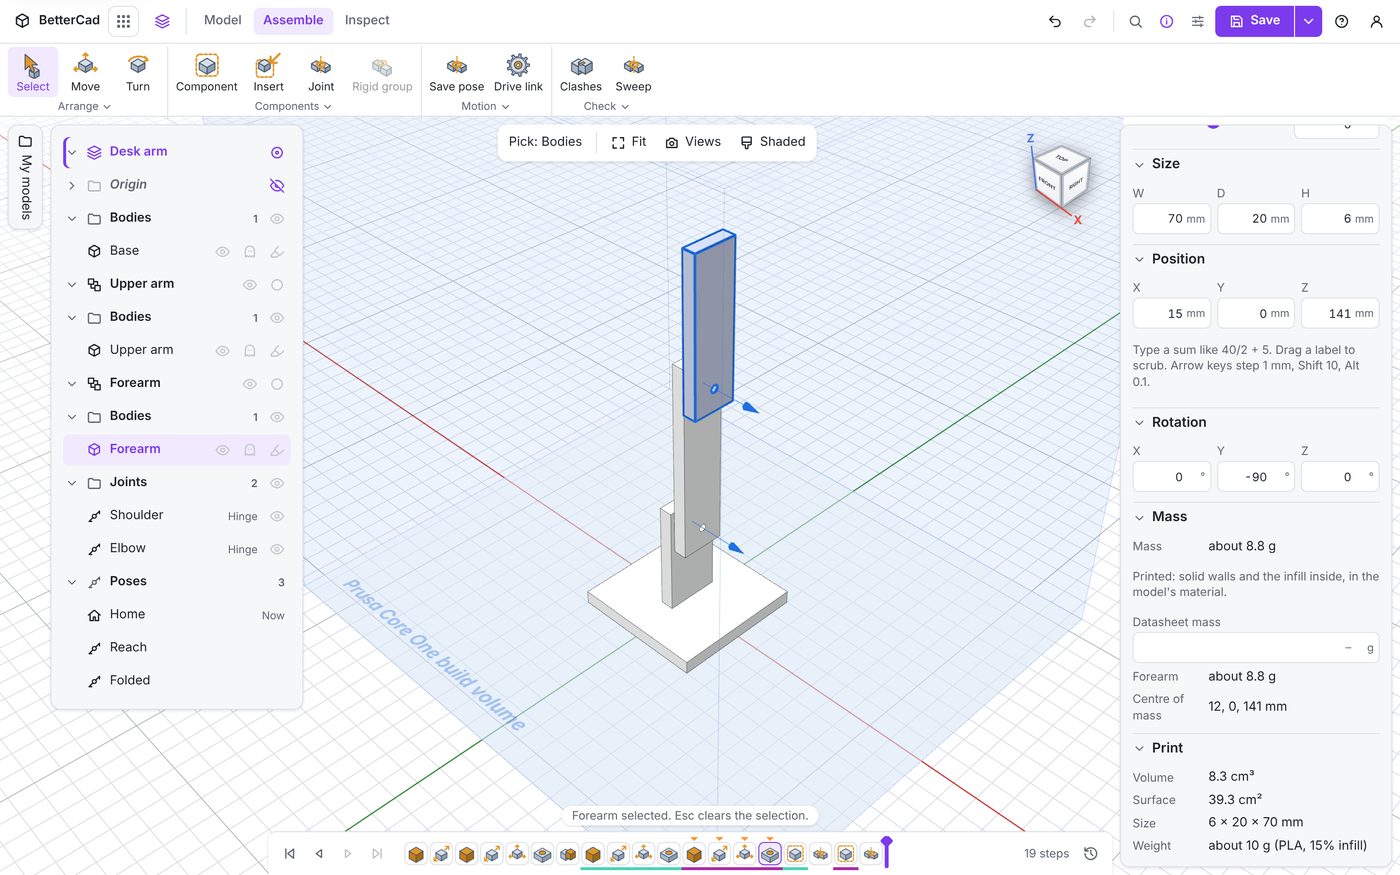 BetterCad
Model
Assemble
Inspect
Save
Select
Move
Turn
Component
Insert
Joint
Rigid group
Save pose
Drive link
Clashes
Sweep
Arrange
Components
Motion
Check
My models
Desk arm
Origin
Bodies 1
Base
Upper arm
Bodies 1
Upper arm
Forearm
Bodies 1
Forearm
Joints 2
Shoulder Hinge
Elbow Hinge
Poses 3
Home Now
Reach
Folded
Pick: Bodies
Fit
Views
Shaded
Z
TOP
FRONT
RIGHT
X
Prusa Core One build volume
Size
W D H
70 mm 20 mm 6 mm
Position
X Y Z
15 mm 0 mm 141 mm
Type a sum like 40/2 + 5. Drag a label to
scrub. Arrow keys step 1 mm, Shift 10, Alt
0.1.
Rotation
X Y Z
0 ° -90 ° 0 °
Mass
Mass about 8.8 g
Printed: solid walls and the infill inside, in the
model's material.
Datasheet mass
– g
Forearm about 8.8 g
Centre of
mass 12, 0, 141 mm
Print
Volume 8.3 cm³
Surface 39.3 cm²
Size 6 × 20 × 70 mm
Weight about 10 g (PLA, 15% infill)
Forearm selected. Esc clears the selection.
19 steps